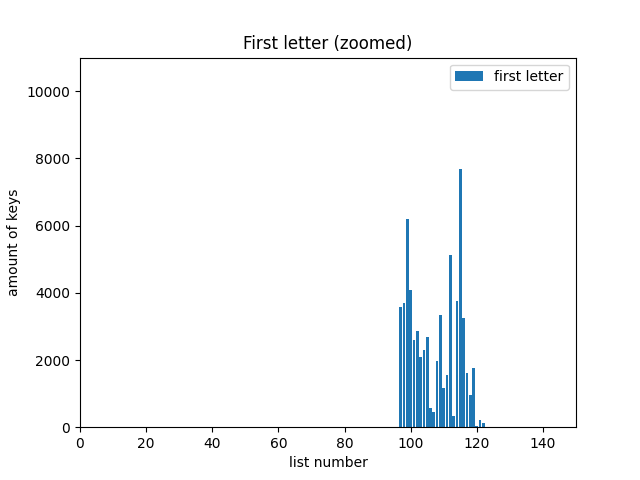 First letter (zoomed)
first letter
amount of keys
10000
8000
6000
4000
2000
0
0 20 40 60 80 100 120 140
list number